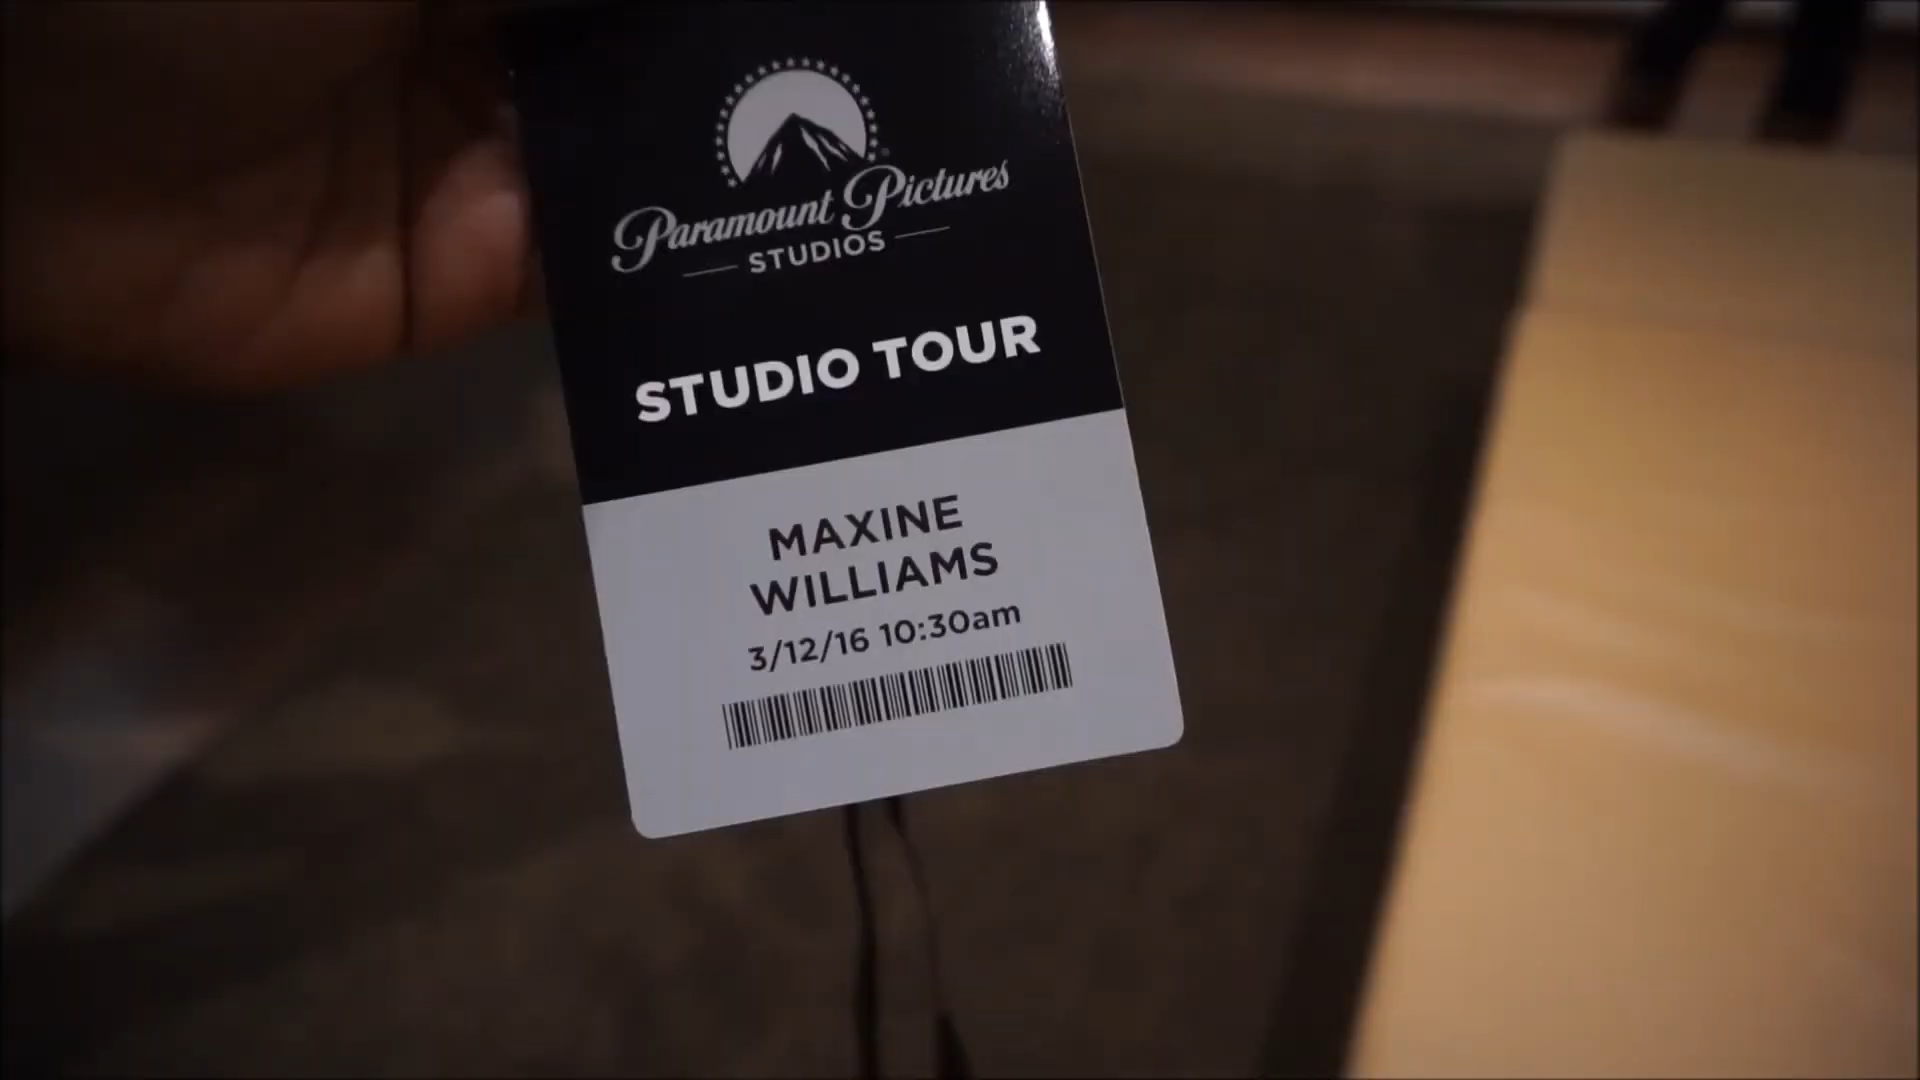 Paramount Pictures
STUDIOS
STUDIO TOUR
MAXINE
WILLIAMS
3/12/16 10:30am